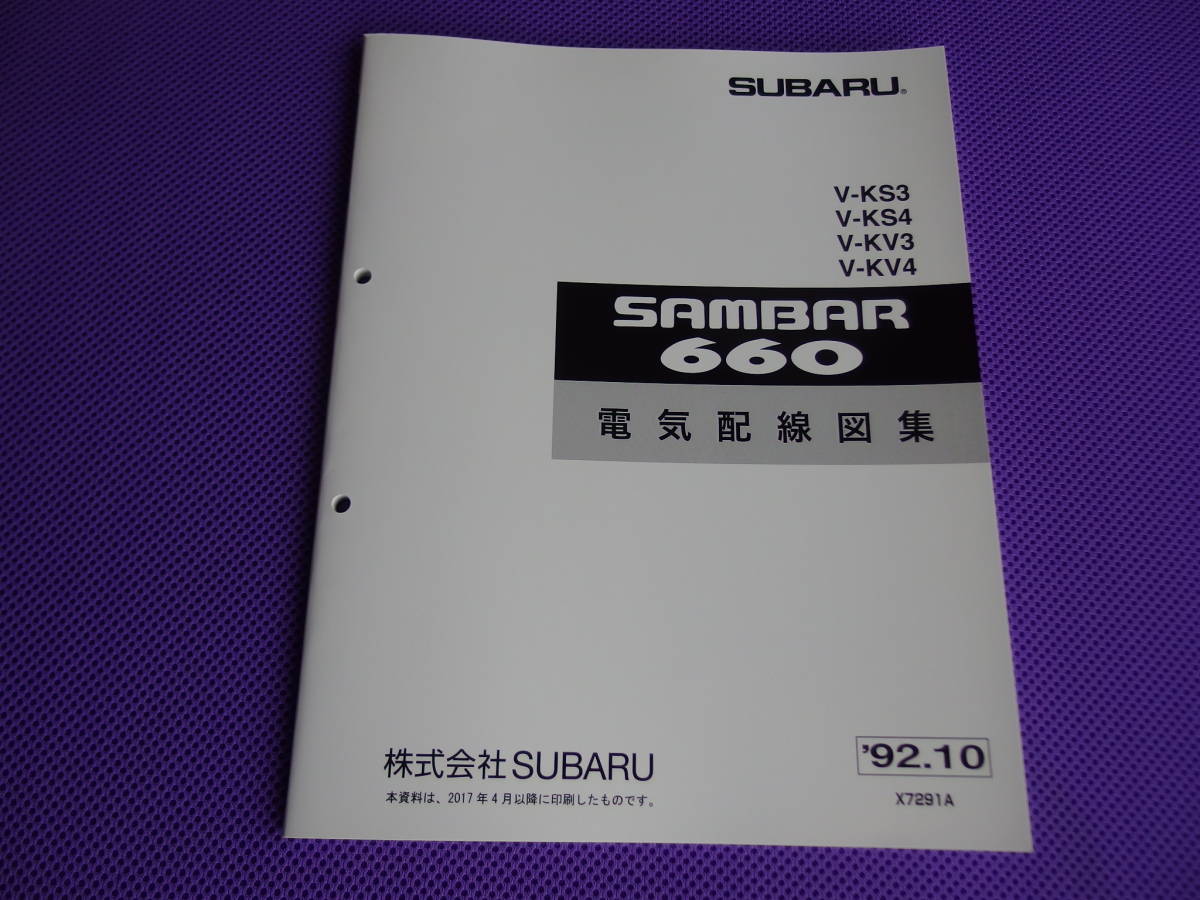 SUBARU®
V-KS3
V-KS4
V-KV3
V-KV4
SAMBAR
660
電気配線図集
株式会社SUBARU
本資料は、2017年4月以降に印刷したものです。
'92.10
X7291A